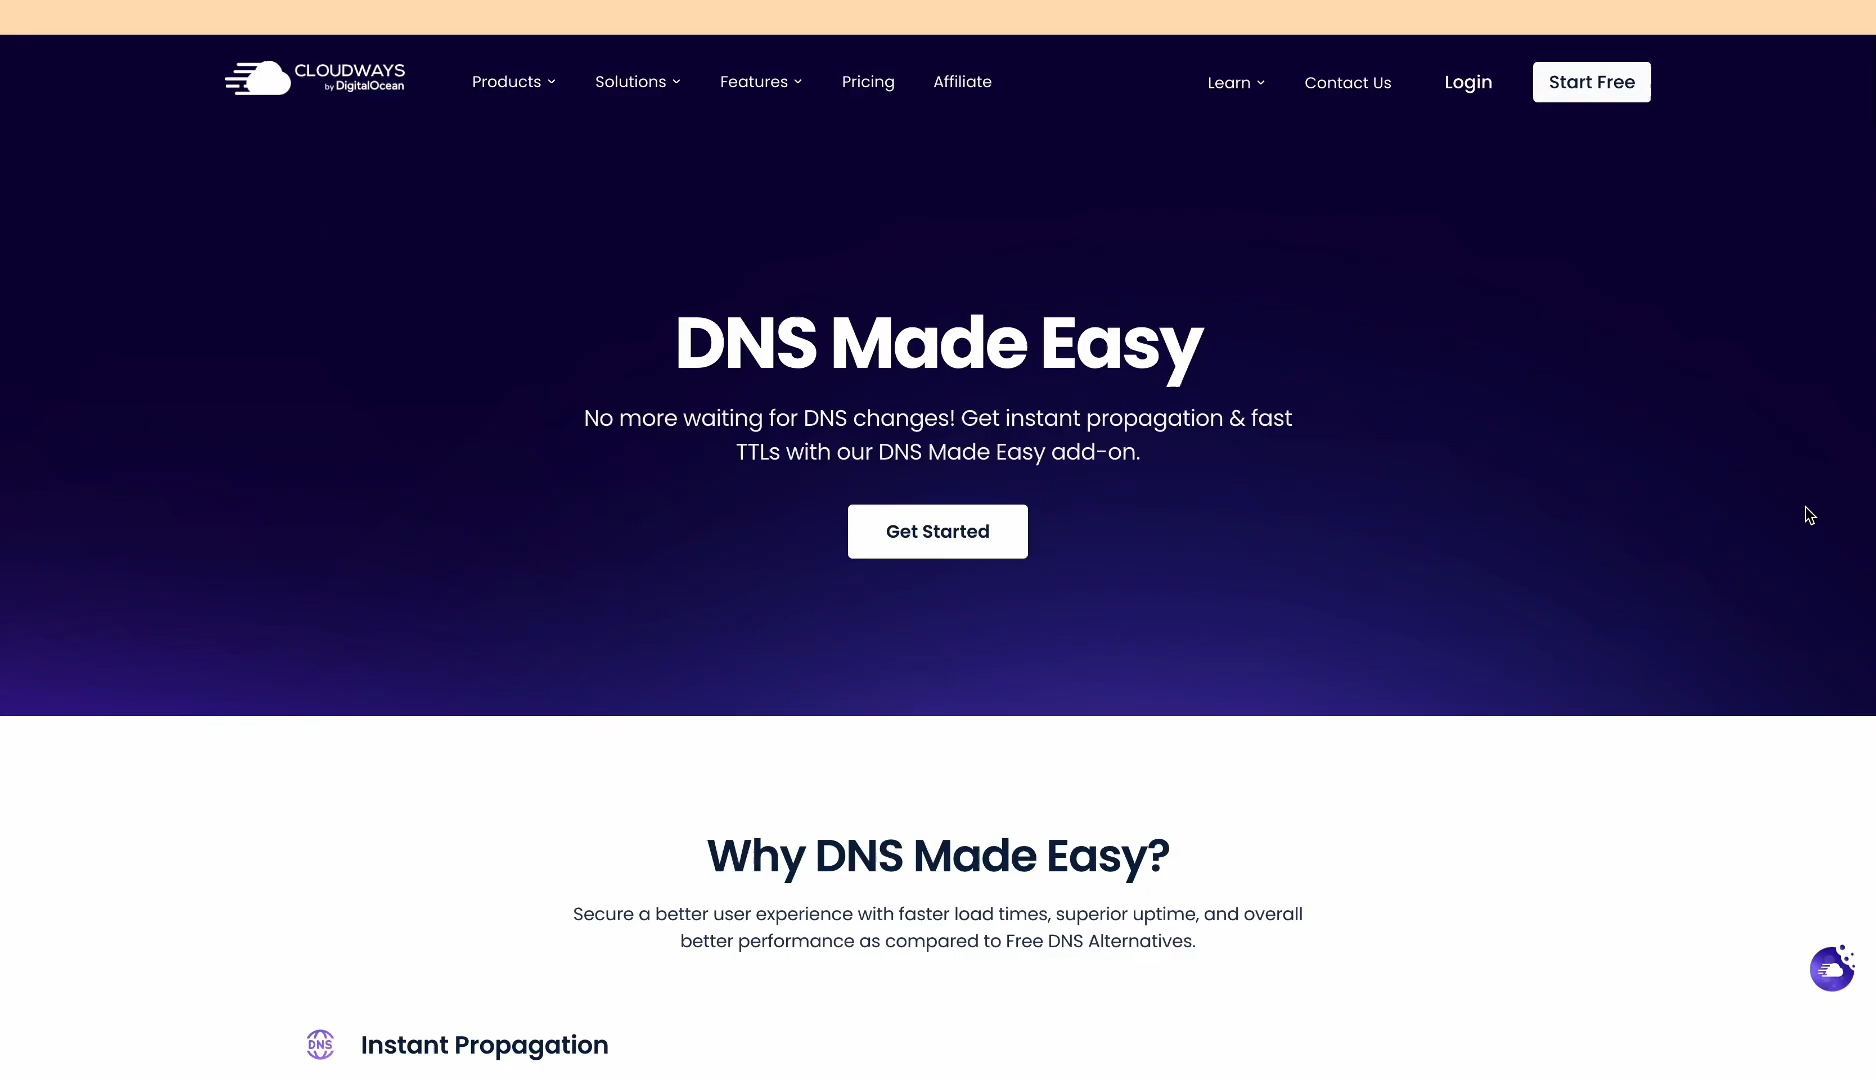 CLOUDWAYS
by DigitalOcean
Products
Solutions
Features
Pricing
Affiliate
Learn
Contact Us
Login
Start Free
DNS Made Easy
No more waiting for DNS changes! Get instant propagation & fast
TTLs with our DNS Made Easy add-on.
Get Started
Why DNS Made Easy?
Secure a better user experience with faster load times, superior uptime, and overall
better performance as compared to Free DNS Alternatives.
DNS
Instant Propagation